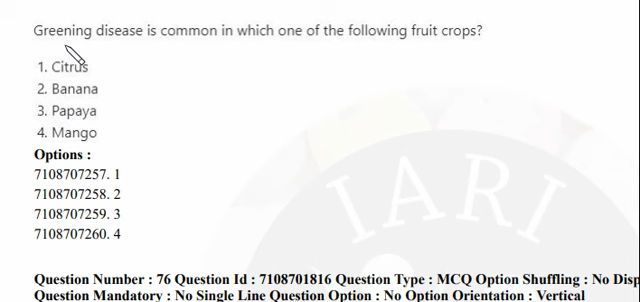 Greening disease is common in which one of the following fruit crops?
1. Citrus
2. Banana
3. Papaya
4. Mango
Options :
7108707257. 1
7108707258. 2
7108707259. 3
7108707260. 4
IARI
Question Number : 76 Question Id : 7108701816 Question Type : MCQ Option Shuffling : No Disp
Question Mandatory : No Single Line Question Option : No Option Orientation : Vertical